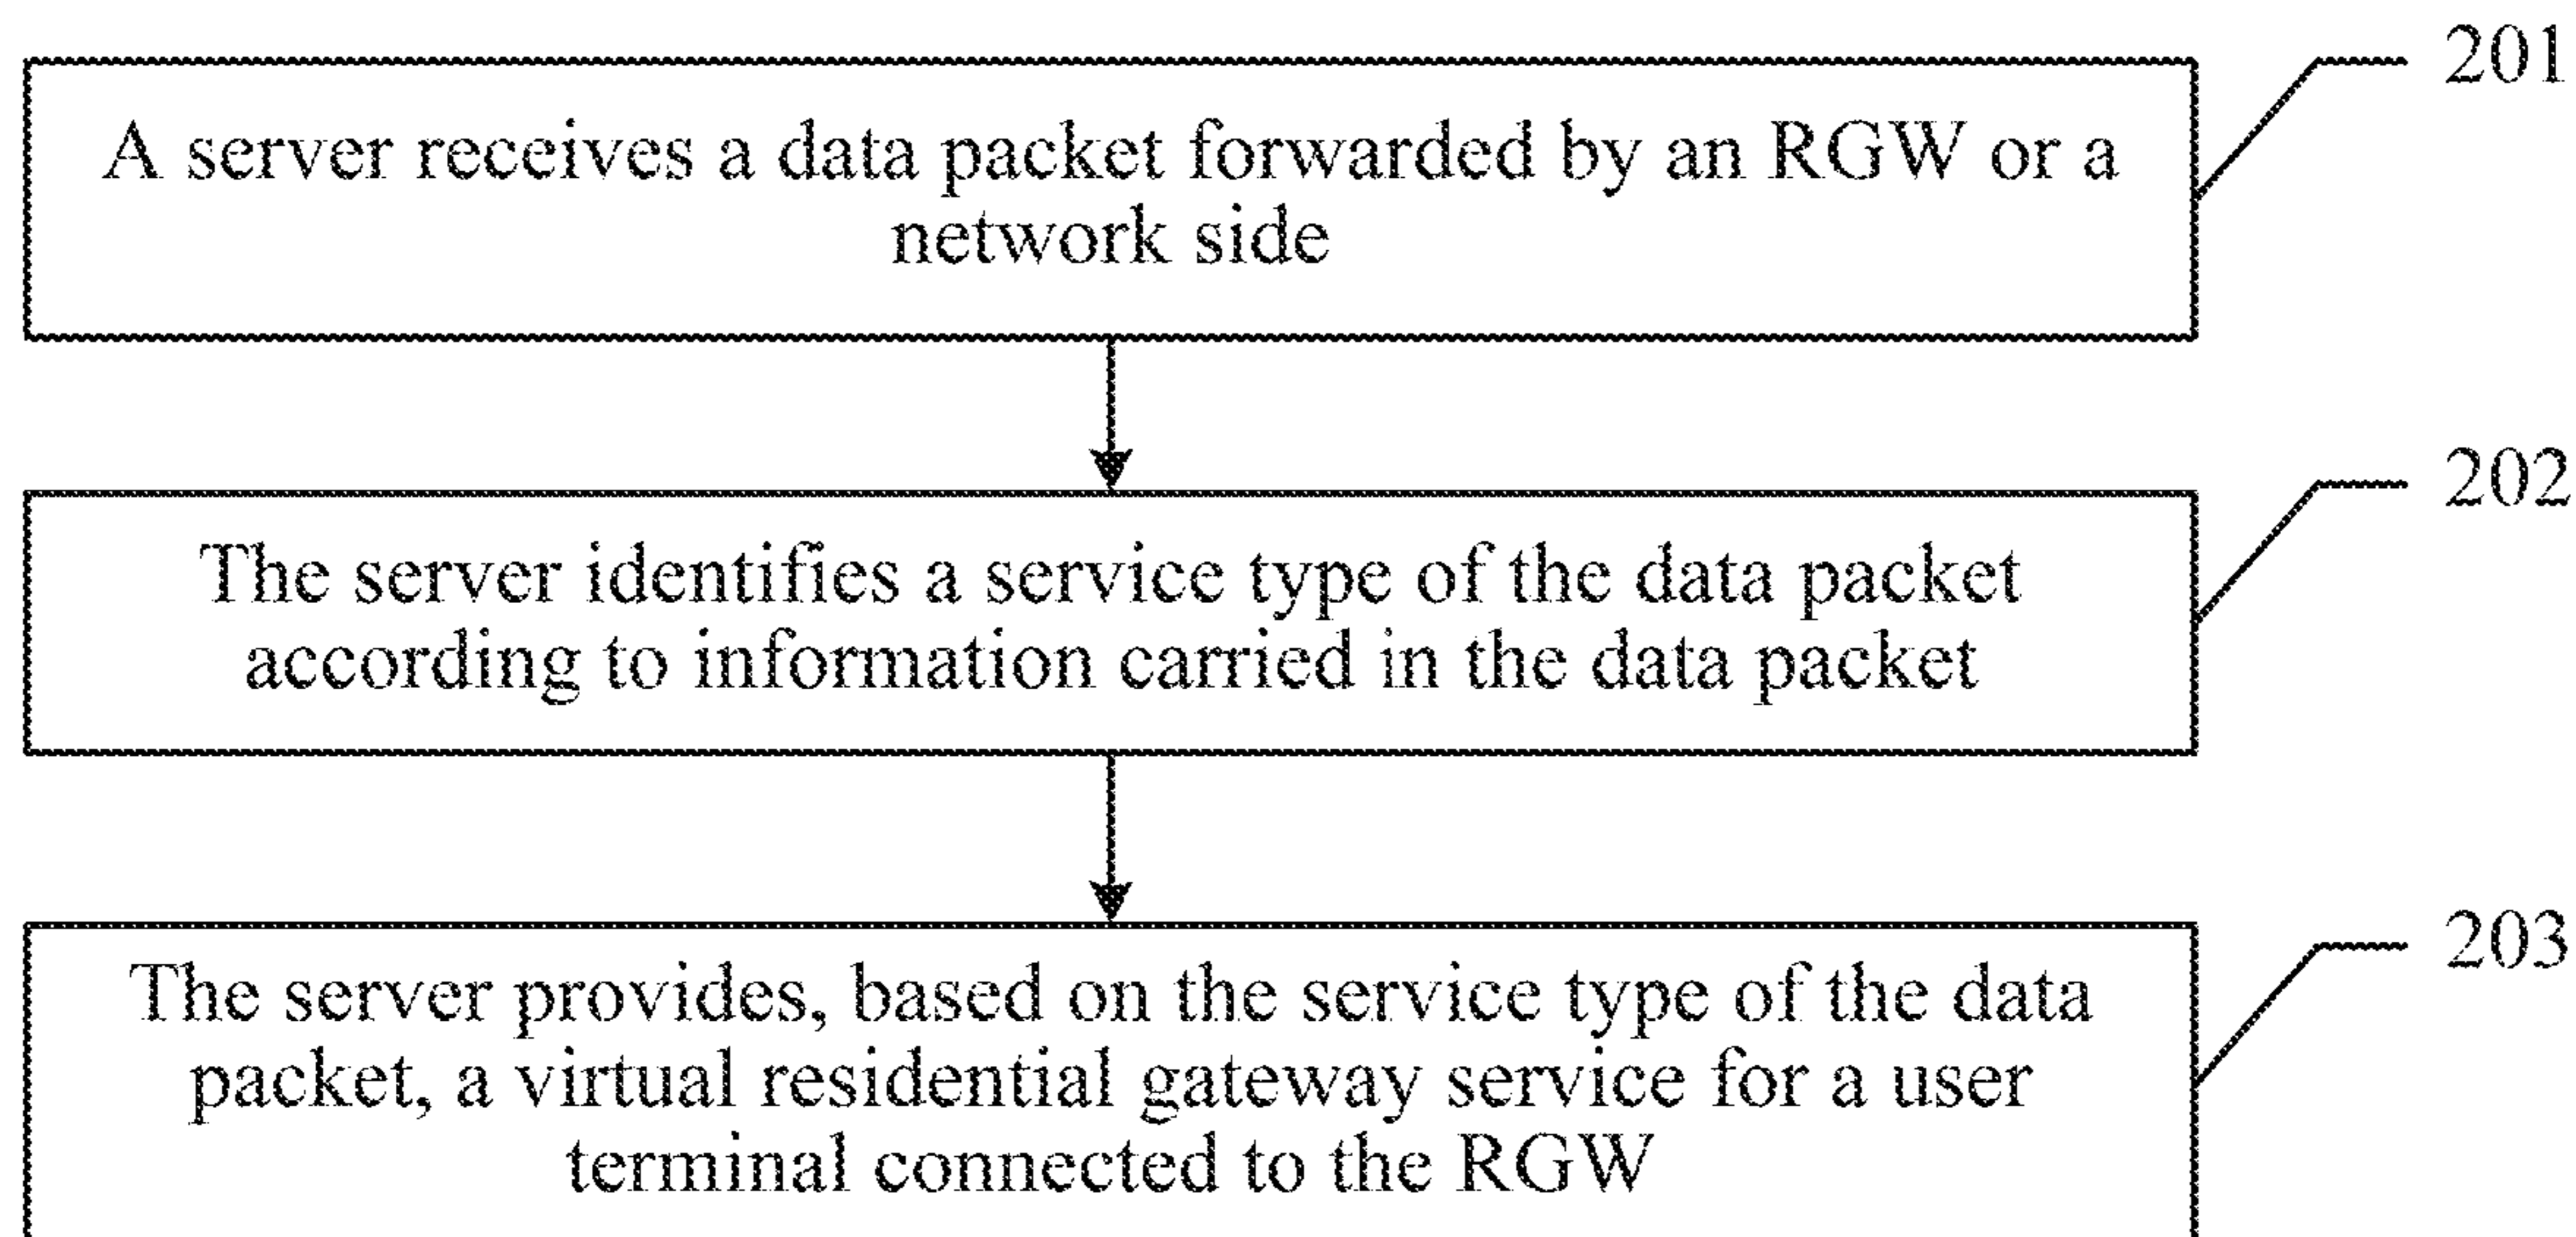 201
A server receives a data packet forwarded by an RGW or a
network side
202
The server identifies a service type of the data packet
according to information carried in the data packet
203
The server provides, based on the service type of the data
packet, a virtual residential gateway service for a user
terminal connected to the RGW